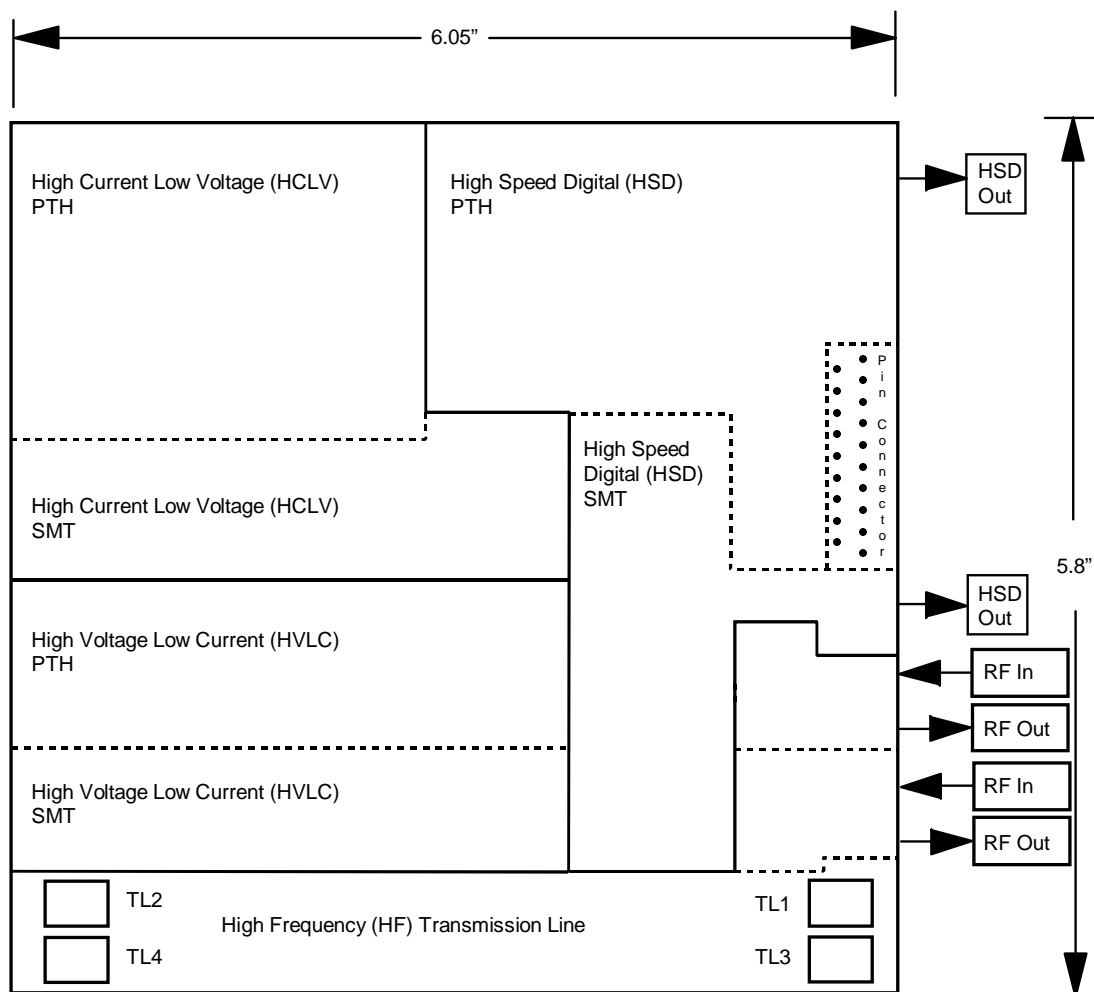 6.05”
High Current Low Voltage (HCLV)
PTH
High Speed Digital (HSD)
PTH
HSD
Out
Pin Connector
High Speed
Digital (HSD)
SMT
High Current Low Voltage (HCLV)
SMT
5.8”
HSD
Out
High Voltage Low Current (HVLC)
PTH
RF In
RF Out
High Voltage Low Current (HVLC)
SMT
RF In
RF Out
TL2
TL1
High Frequency (HF) Transmission Line
TL4
TL3